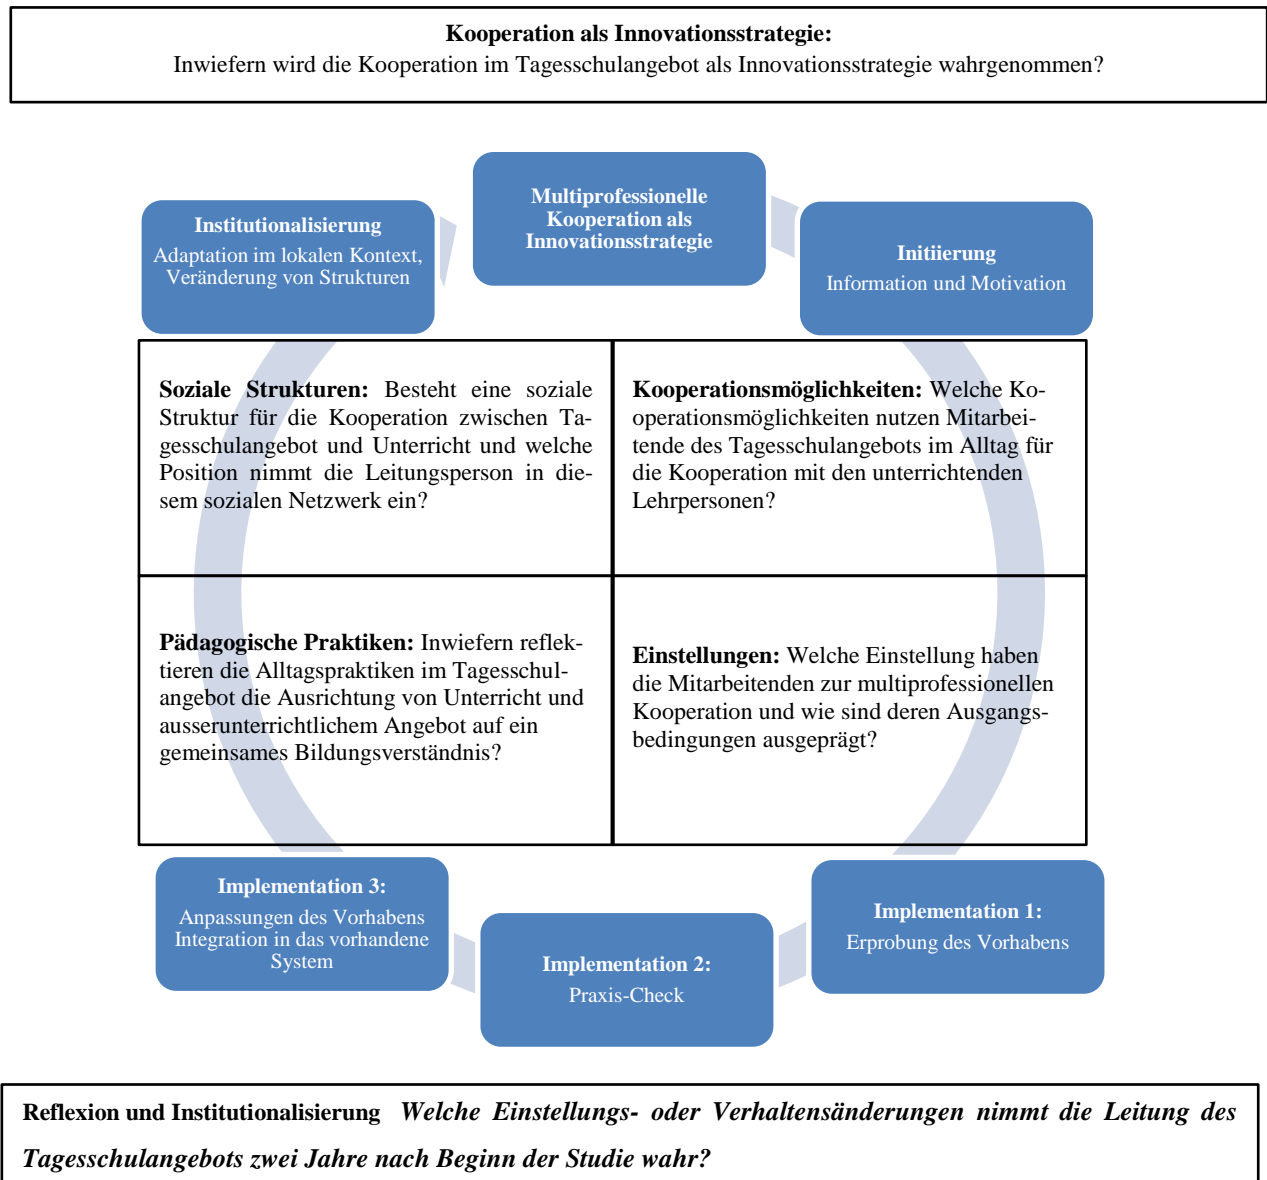 Kooperation als Innovationsstrategie:
Inwiefern wird die Kooperation im Tagesschulangebot als Innovationsstrategie wahrgenommen?
Multiprofessionelle
Kooperation als
Innovationsstrategie
Institutionalisierung
Adaptation im lokalen Kontext,
Veränderung von Strukturen
Initiierung
Information und Motivation
Soziale Strukturen: Besteht eine soziale
Struktur für die Kooperation zwischen Ta-
gesschulangebot und Unterricht und welche
Position nimmt die Leitungsperson in die-
sem sozialen Netzwerk ein?
Kooperationsmöglichkeiten: Welche Ko-
operationsmöglichkeiten nutzen Mitarbei-
tende des Tagesschulangebots im Alltag für
die Kooperation mit den unterrichtenden
Lehrpersonen?
Pädagogische Praktiken: Inwiefern reflek-
tieren die Alltagspraktiken im Tagesschul-
angebot die Ausrichtung von Unterricht und
ausserunterrichtlichem Angebot auf ein
gemeinsames Bildungsverständnis?
Einstellungen: Welche Einstellung haben
die Mitarbeitenden zur multiprofessionellen
Kooperation und wie sind deren Ausgangs-
bedingungen ausgeprägt?
Implementation 3:
Anpassungen des Vorhabens
Integration in das vorhandene
System
Implementation 2:
Praxis-Check
Implementation 1:
Erprobung des Vorhabens
Reflexion und Institutionalisierung Welche Einstellungs- oder Verhaltensänderungen nimmt die Leitung des
Tagesschulangebots zwei Jahre nach Beginn der Studie wahr?